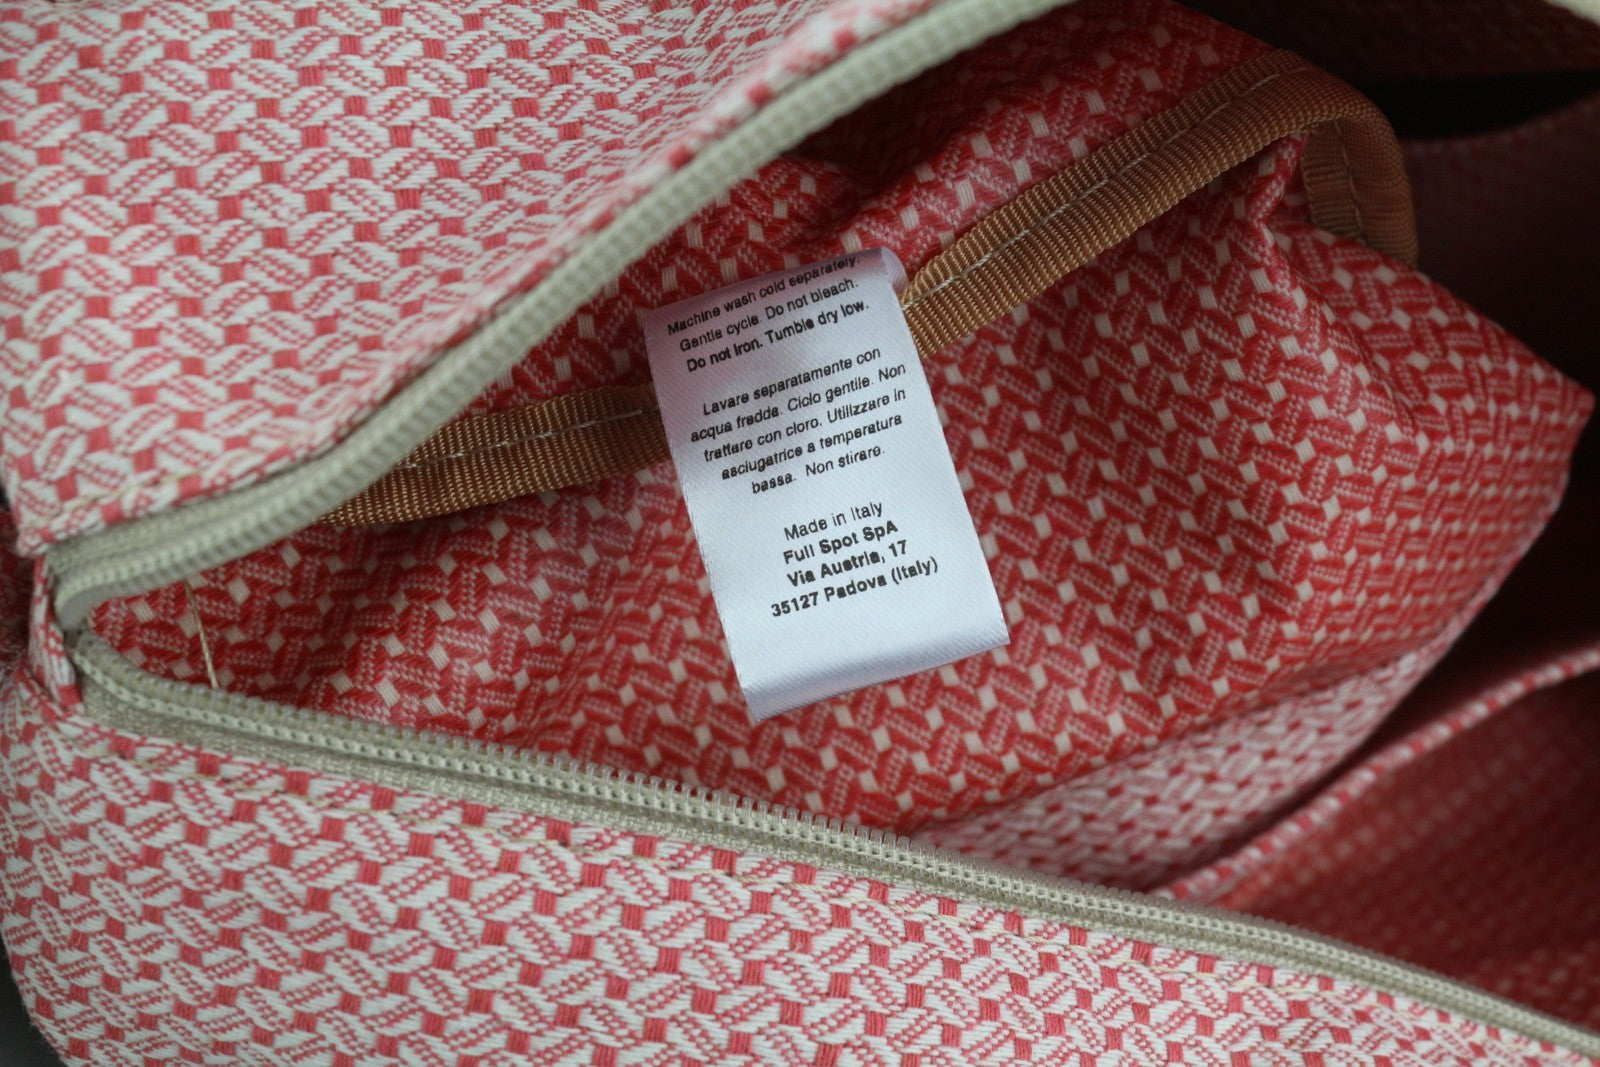 Machine wash cold separately.
Gentle cycle. Do not bleach.
Do not Iron. Tumble dry low.
Lavare separatamente con
acqua fredda. Ciclo gentile. Non
trattare con cloro. Utilizzare in
asciugatrice a temperatura
bassa. Non stirare.
Made in Italy
Full Spot SpA
Via Austria, 17
35127 Padova (Italy)